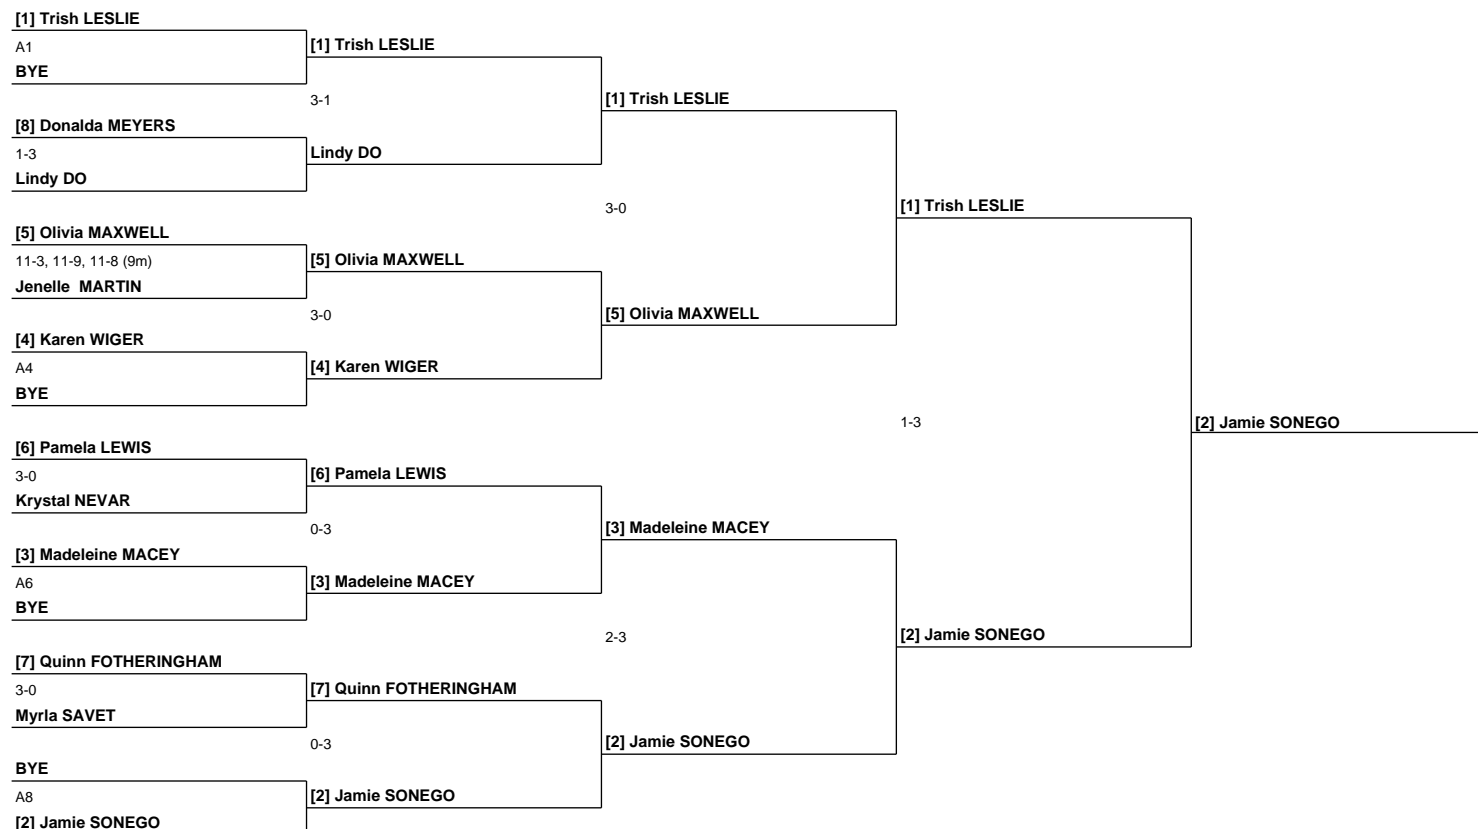 [1] Trish LESLIE
A1
BYE
[8] Donalda MEYERS
1-3
Lindy DO
[5] Olivia MAXWELL
11-3, 11-9, 11-8 (9m)
Jenelle  MARTIN
[4] Karen WIGER
A4
BYE
[6] Pamela LEWIS
3-0
Krystal NEVAR
[3] Madeleine MACEY
A6
BYE
[7] Quinn FOTHERINGHAM
3-0
Myrla SAVET
BYE
A8
[2] Jamie SONEGO
[1] Trish LESLIE
3-1
Lindy DO
[5] Olivia MAXWELL
3-0
[4] Karen WIGER
[6] Pamela LEWIS
0-3
[3] Madeleine MACEY
[7] Quinn FOTHERINGHAM
0-3
[2] Jamie SONEGO
[1] Trish LESLIE
3-0
[5] Olivia MAXWELL
[3] Madeleine MACEY
2-3
[2] Jamie SONEGO
[1] Trish LESLIE
1-3
[2] Jamie SONEGO
[2] Jamie SONEGO